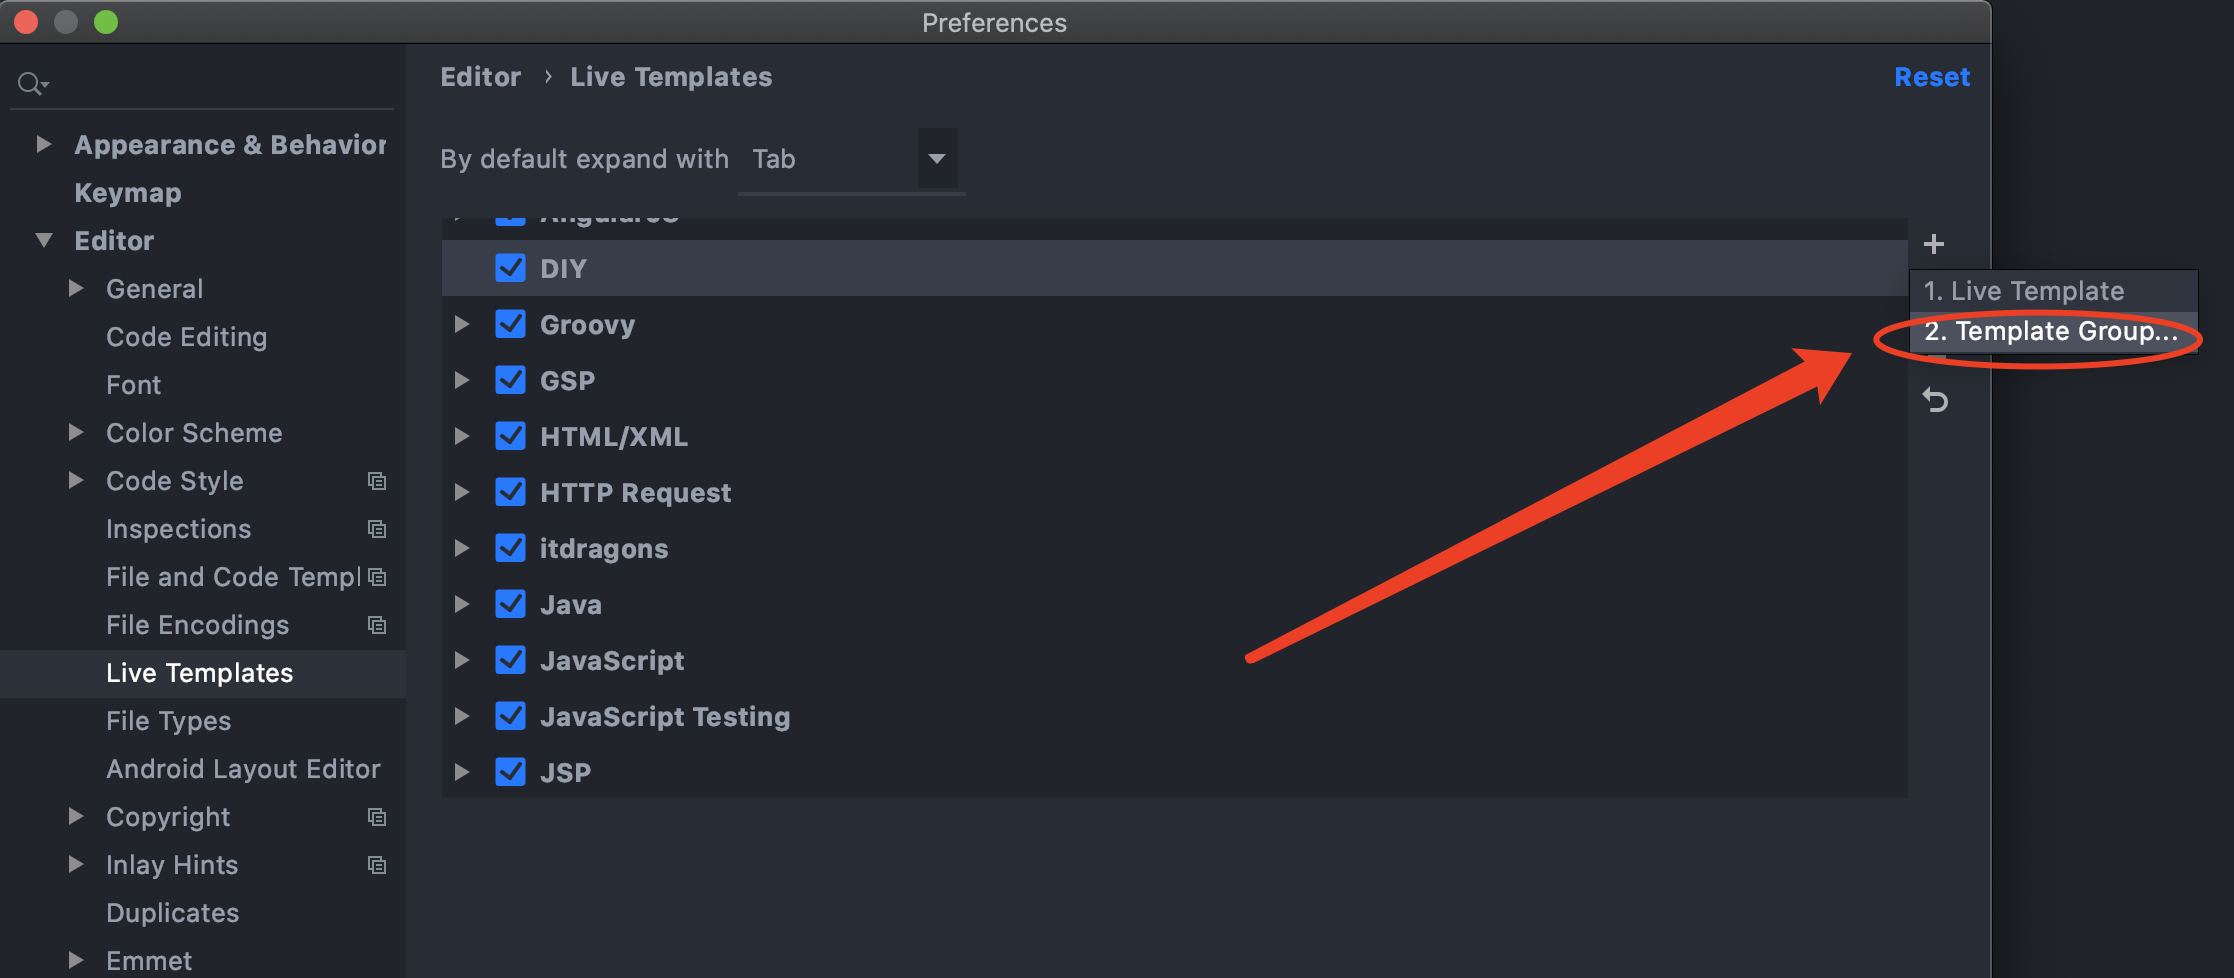 Preferences
Appearance & Behavior
Keymap
Editor
General
Code Editing
Font
Color Scheme
Code Style
Inspections
File and Code Templ
File Encodings
Live Templates
File Types
Android Layout Editor
Copyright
Inlay Hints
Duplicates
Emmet
Editor › Live Templates
Reset
By default expand with Tab
DIY
Groovy
GSP
HTML/XML
HTTP Request
itdragons
Java
JavaScript
JavaScript Testing
JSP
1. Live Template
2. Template Group...